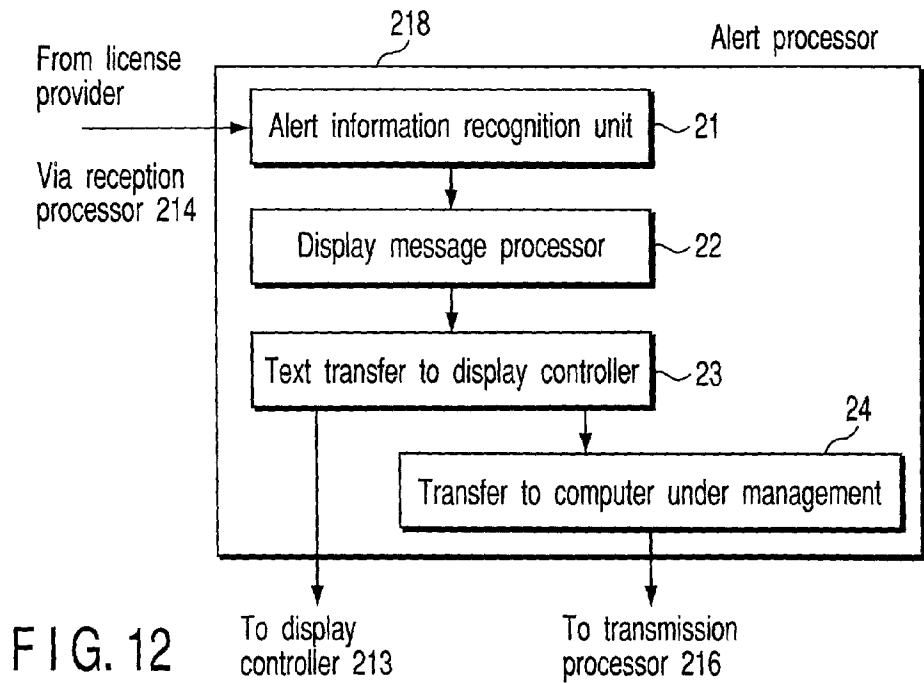 218
Alert processor
From license
provider
Alert information recognition unit
21
Via reception
processor 214
Display message processor
22
Text transfer to display controller
23
24
Transfer to computer under management
To display
controller 213
To transmission
processor 216
FIG. 12